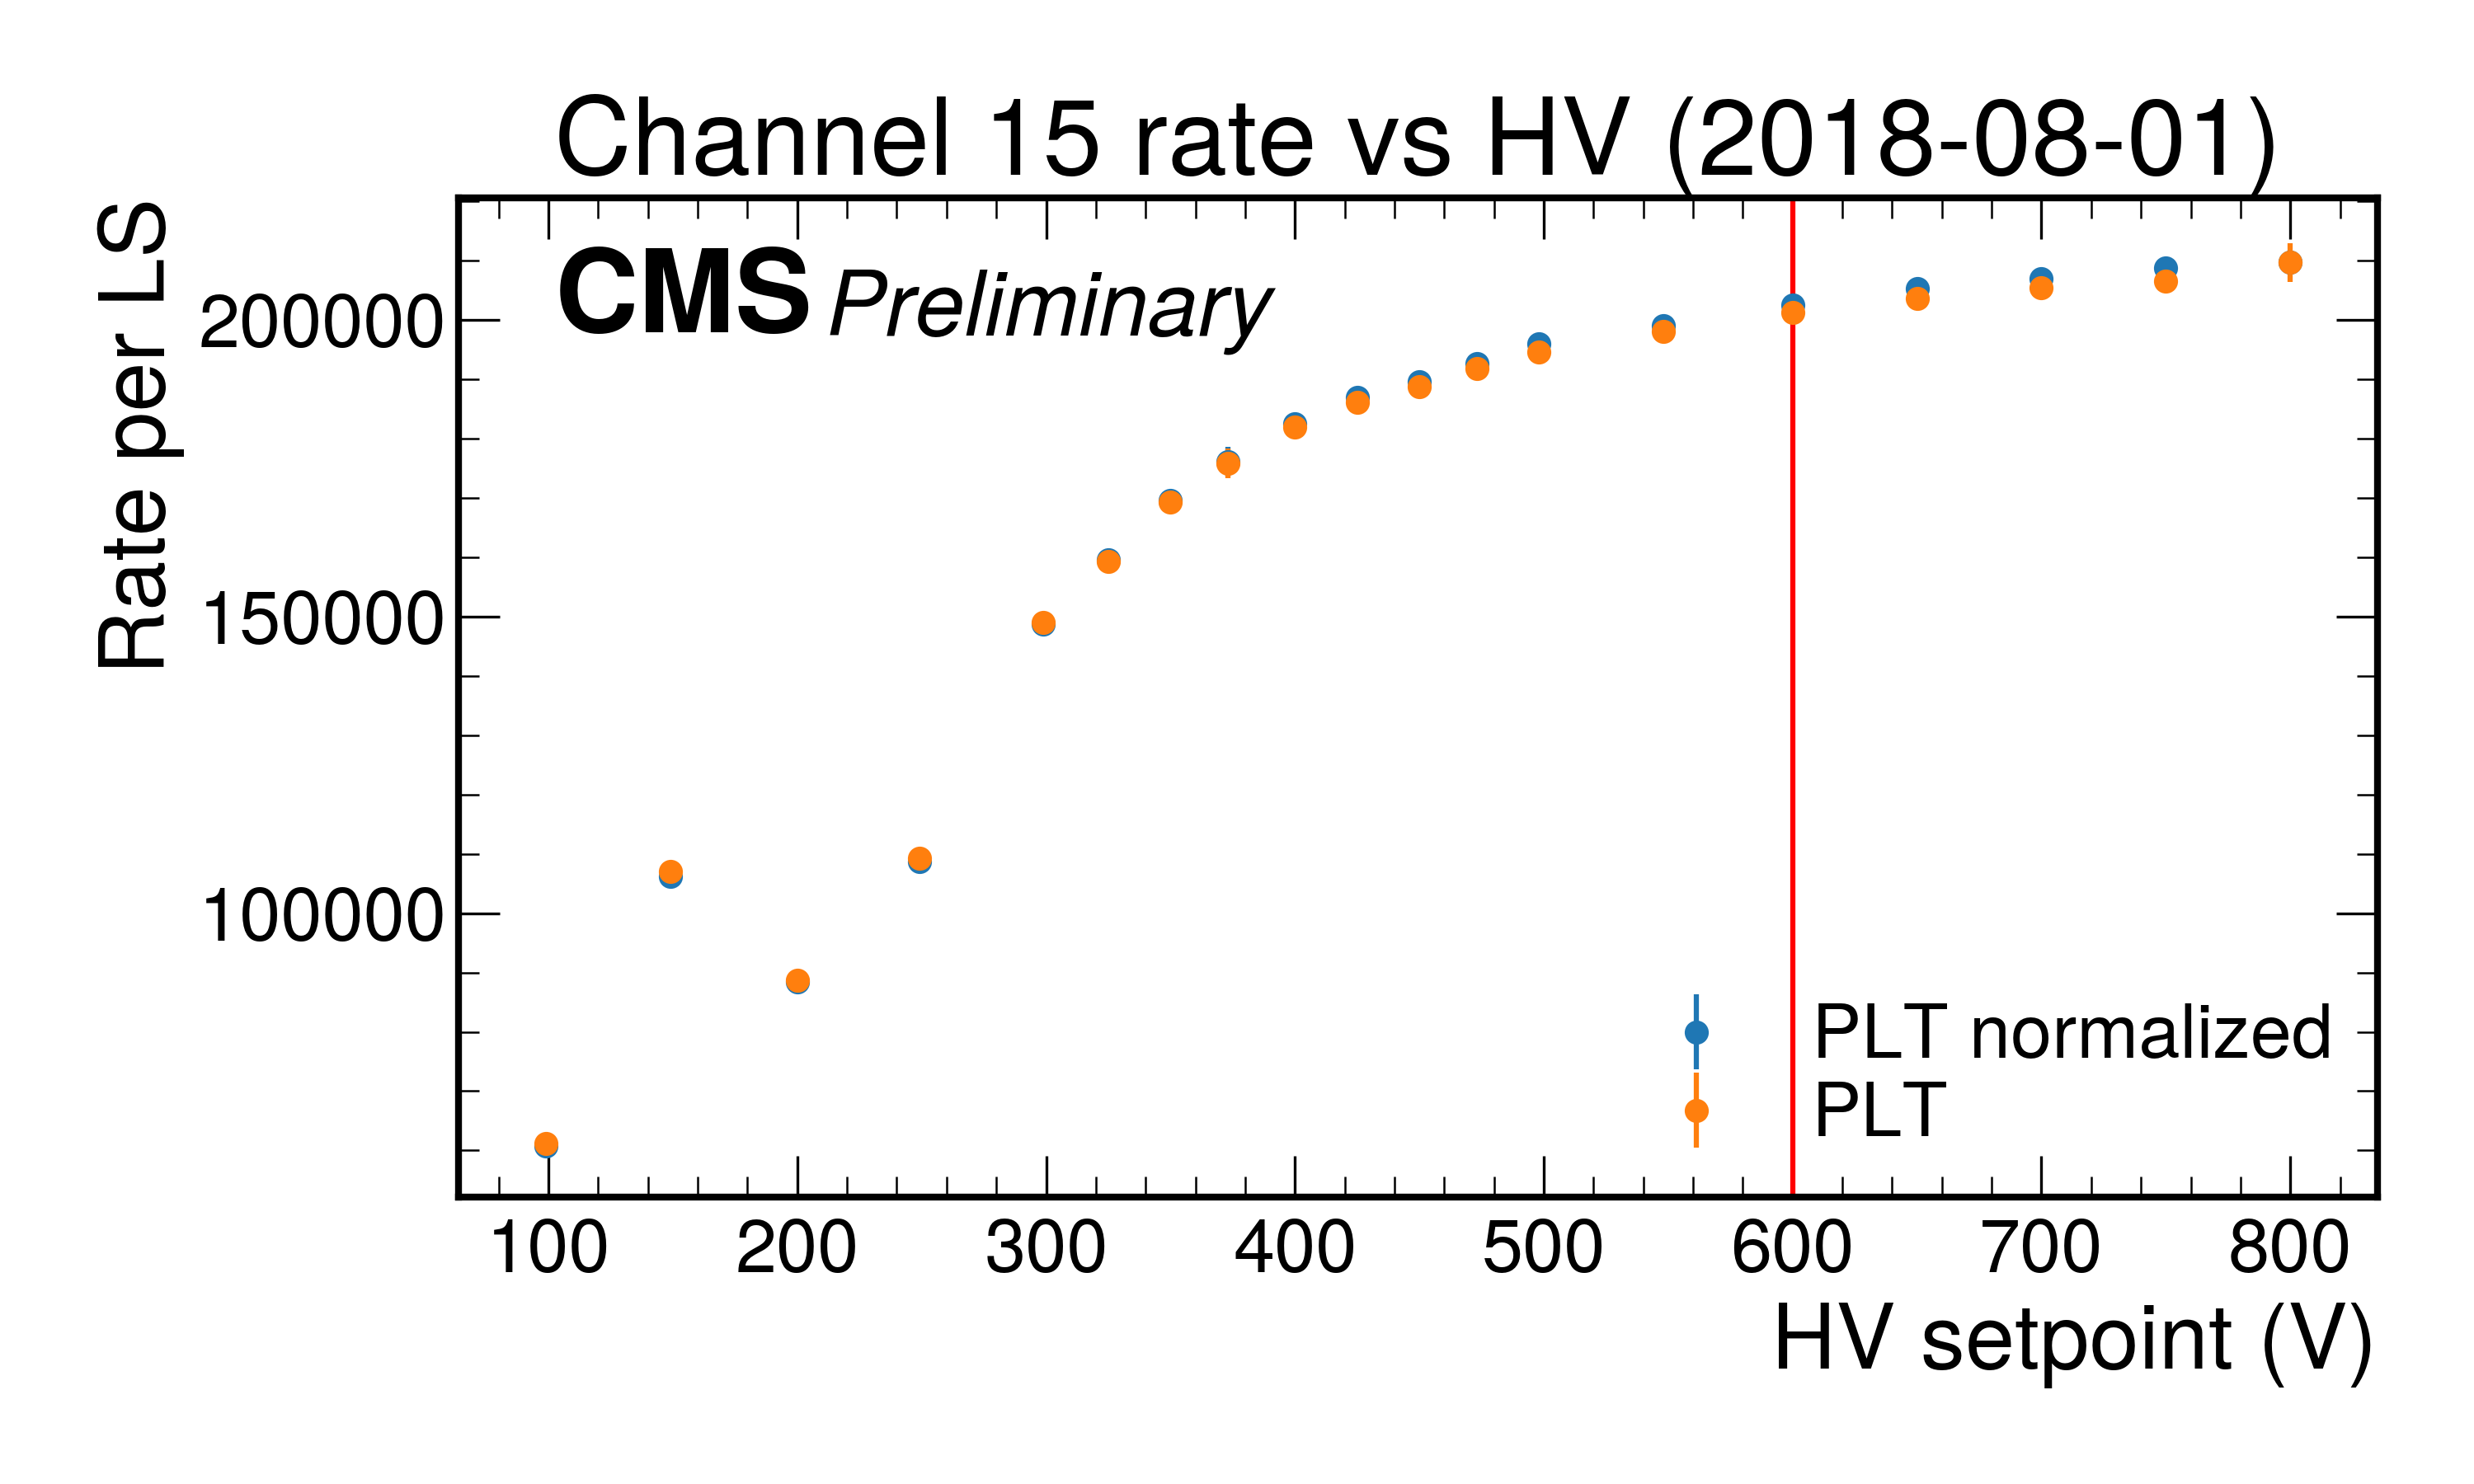 Channel 15 rate vs HV (2018-08-01)
CMS Preliminary
Rate per LS
200000
150000
100000
PLT normalized
PLT
100 200 300 400 500 600 700 800
HV setpoint (V)